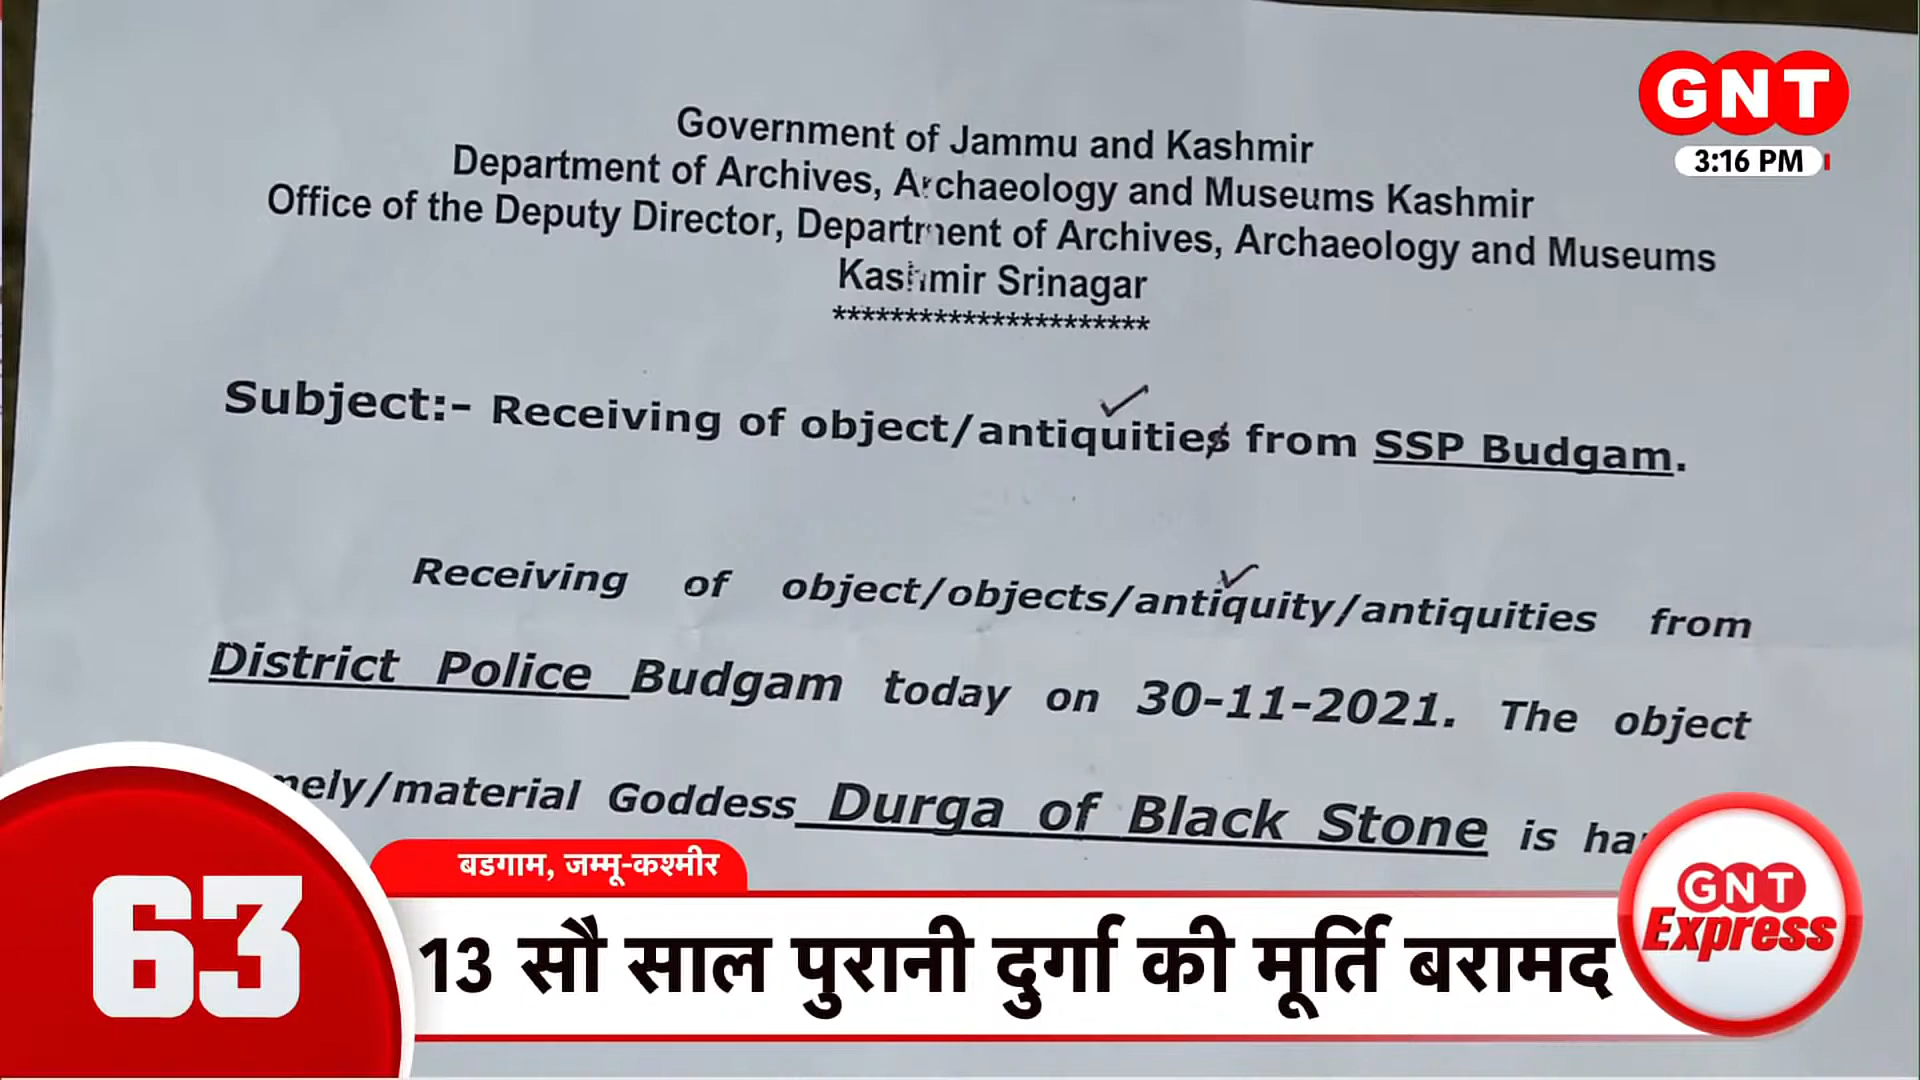 GNT
3:16 PM
Government of Jammu and Kashmir
Department of Archives, Archaeology and Museums Kashmir
Office of the Deputy Director, Department of Archives, Archaeology and Museums
Kashmir Srinagar
**********************
Subject:- Receiving of object/antiquities from SSP Budgam.
Receiving of object/objects/antiquity/antiquities from
District Police Budgam today on 30-11-2021. The object
mely/material Goddess Durga of Black Stone is ha
63
बडगाम, जम्मू-कश्मीर
13 सौ साल पुरानी दुर्गा की मूर्ति बरामद
GNT
Express